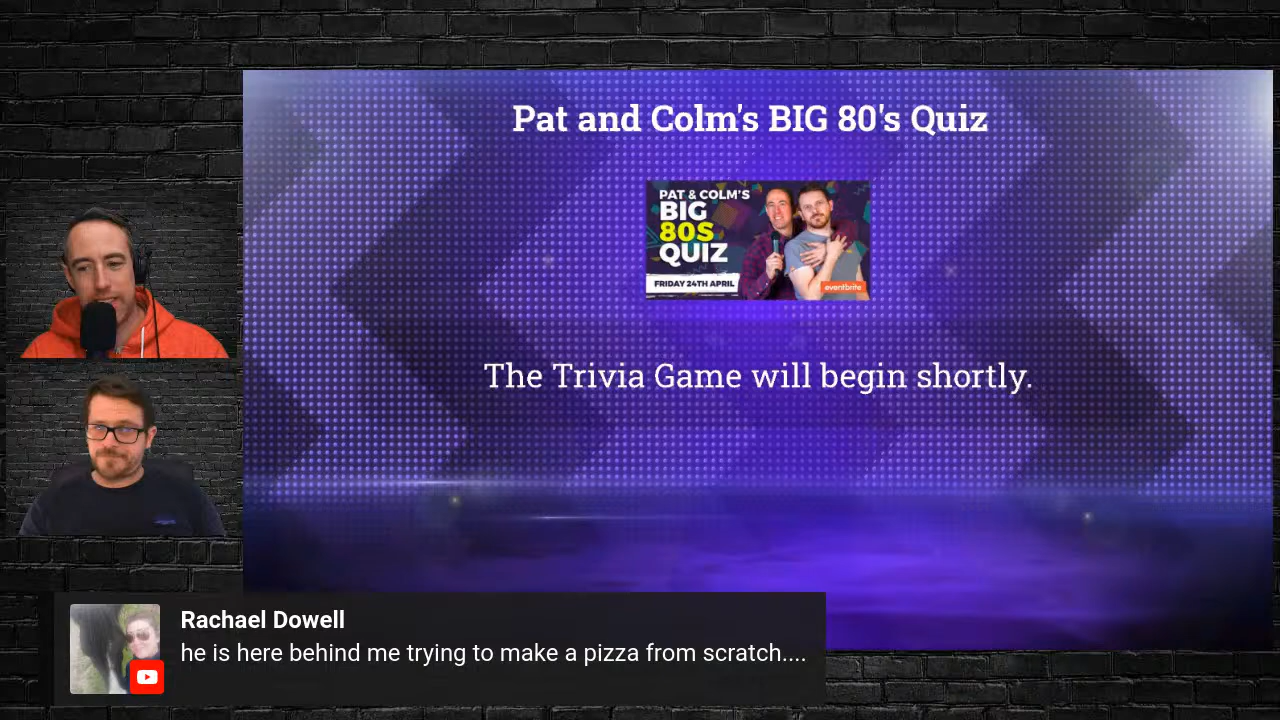 Pat and Colm's BIG 80's Quiz
PAT & COLM'S
BIG
80S
QUIZ
FRIDAY 24TH APRIL
eventbrite
The Trivia Game will begin shortly.
Rachael Dowell
he is here behind me trying to make a pizza from scratch....